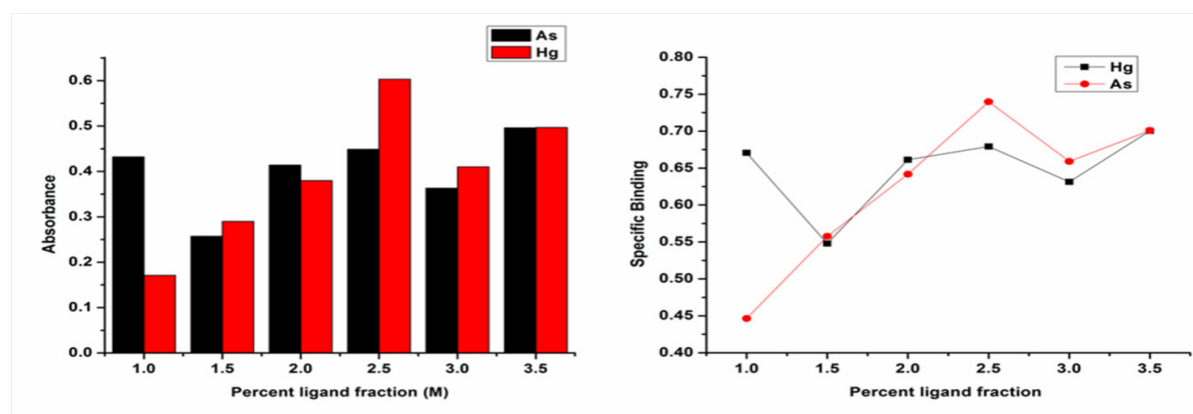 As
Hg
Absorbance
0.6
0.5
0.4
0.3
0.2
0.1
0.0
1.0 1.5 2.0 2.5 3.0 3.5
Percent ligand fraction (M)
Hg
As
Specific Binding
0.80
0.75
0.70
0.65
0.60
0.55
0.50
0.45
0.40
1.0 1.5 2.0 2.5 3.0 3.5
Percent ligand fraction